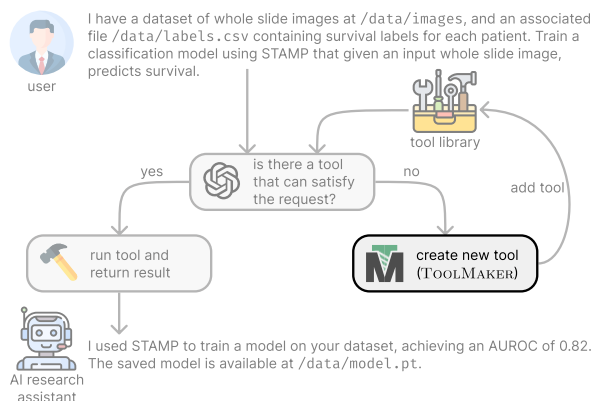 I have a dataset of whole slide images at /data/images, and an associated
file /data/labels.csv containing survival labels for each patient. Train a
classification model using STAMP that given an input whole slide image,
predicts survival.
user
tool library
is there a tool
that can satisfy
the request?
yes
no
add tool
run tool and
return result
create new tool
(TOOLMAKER)
I used STAMP to train a model on your dataset, achieving an AUROC of 0.82.
The saved model is available at /data/model.pt.
AI research
assistant